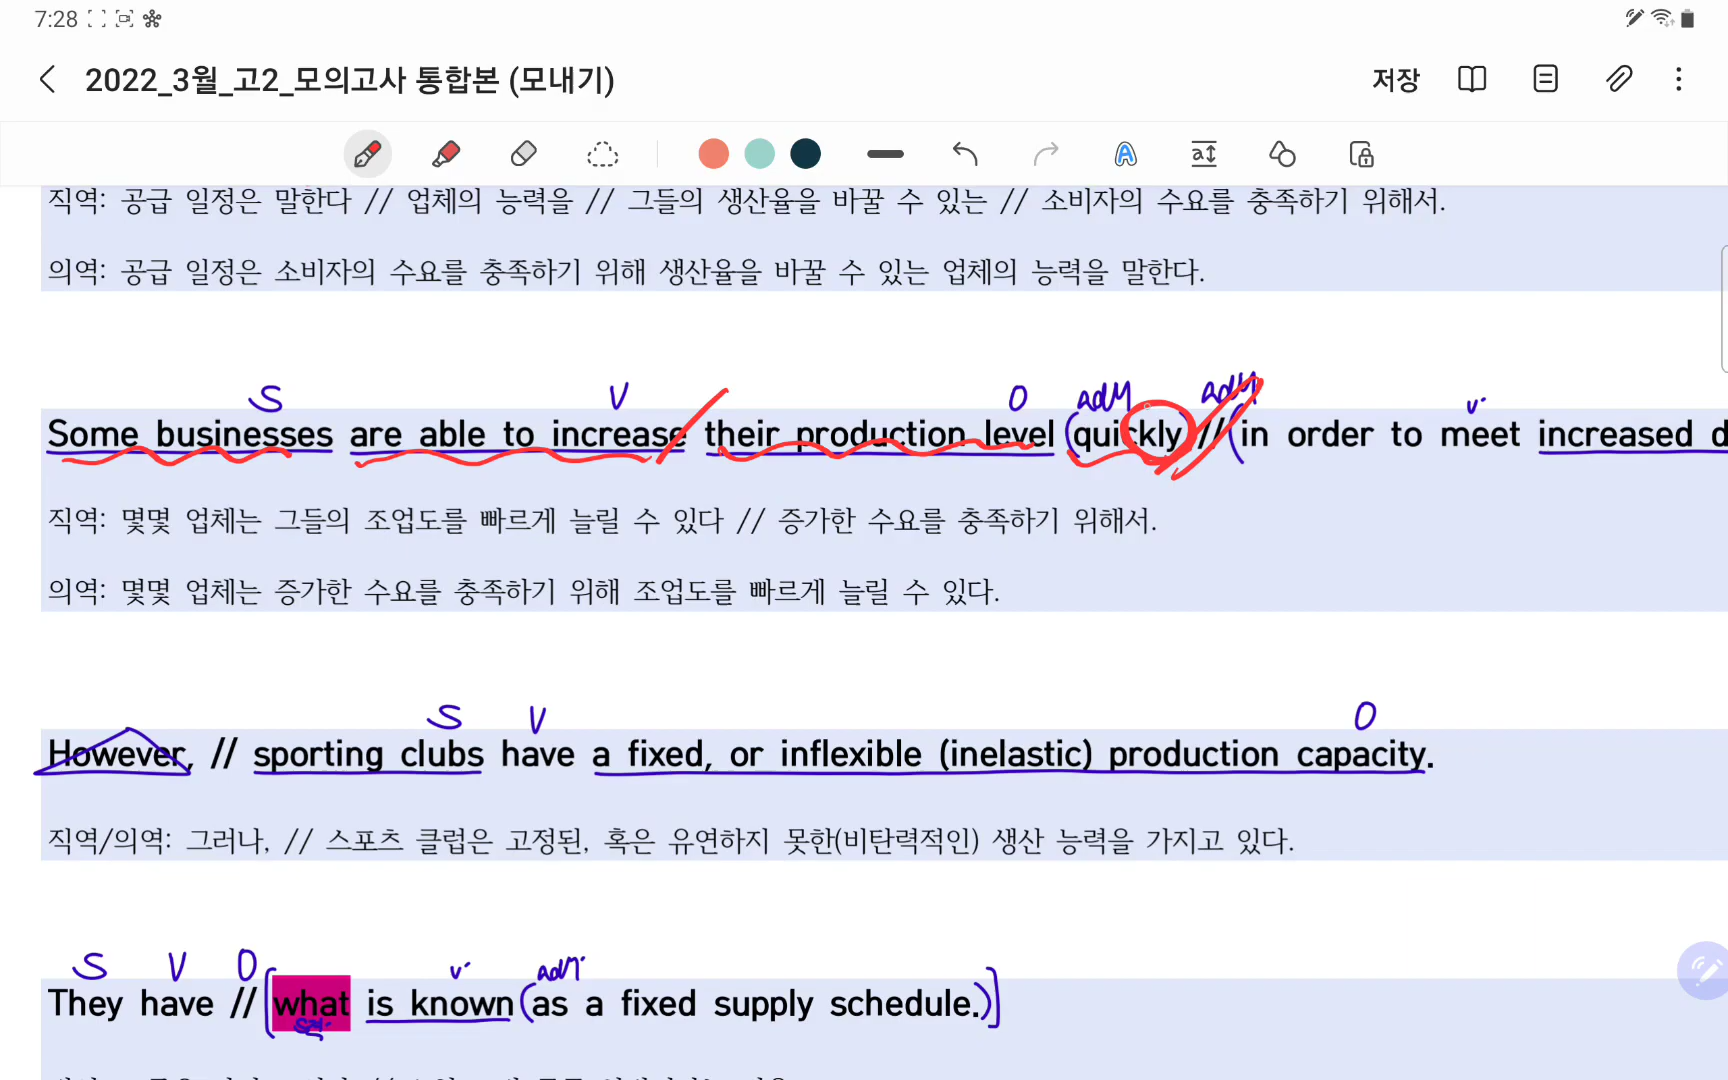 7:28
2022_3월_고2_모의고사 통합본 (모내기)
저장
직역: 공급 일정은 말한다 // 업체의 능력을 // 그들의 생산율을 바꿀 수 있는 // 소비자의 수요를 충족하기 위해서.
의역: 공급 일정은 소비자의 수요를 충족하기 위해 생산율을 바꿀 수 있는 업체의 능력을 말한다.
S V O adM adM v'
Some businesses are able to increase their production level (quickly) // (in order to meet increased d
직역: 몇몇 업체는 그들의 조업도를 빠르게 늘릴 수 있다 // 증가한 수요를 충족하기 위해서.
의역: 몇몇 업체는 증가한 수요를 충족하기 위해 조업도를 빠르게 늘릴 수 있다.
S V O
However, // sporting clubs have a fixed, or inflexible (inelastic) production capacity.
직역/의역: 그러나, // 스포츠 클럽은 고정된, 혹은 유연하지 못한(비탄력적인) 생산 능력을 가지고 있다.
S V O v' adM'
They have // [what is known (as a fixed supply schedule.)]